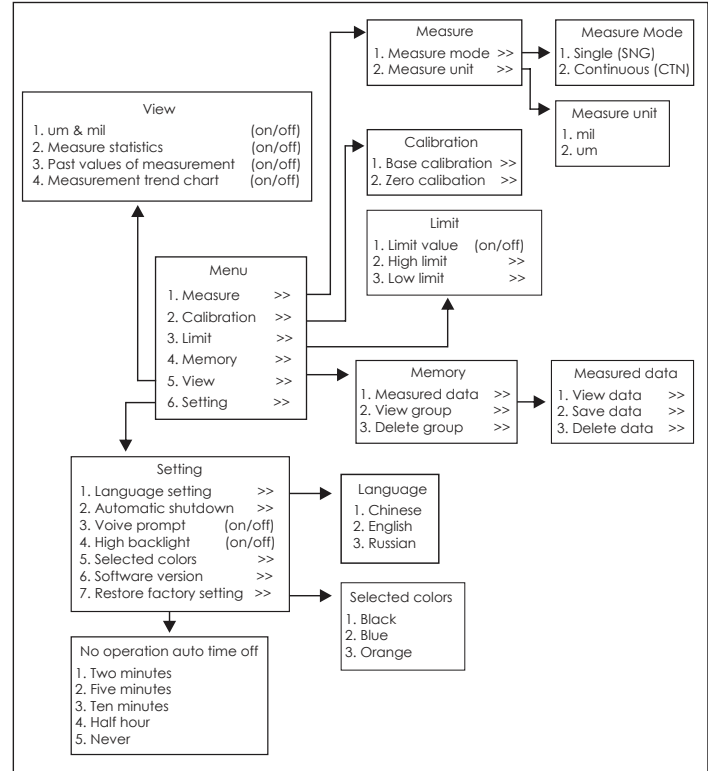 Measure
1. Measure mode >>
2. Measure unit >>
Measure Mode
1. Single (SNG)
2. Continuous (CTN)
Measure unit
1. mil
2. um
View
1. um & mil (on/off)
2. Measure statistics (on/off)
3. Past values of measurement (on/off)
4. Measurement trend chart (on/off)
Calibration
1. Base calibration >>
2. Zero calibation >>
Limit
1. Limit value (on/off)
2. High limit >>
3. Low limit >>
Menu
1. Measure >>
2. Calibration >>
3. Limit >>
4. Memory >>
5. View >>
6. Setting >>
Memory
1. Measured data >>
2. View group >>
3. Delete group >>
Measured data
1. View data >>
2. Save data >>
3. Delete data >>
Setting
1. Language setting >>
2. Automatic shutdown >>
3. Voive prompt (on/off)
4. High backlight (on/off)
5. Selected colors >>
6. Software version >>
7. Restore factory setting >>
Language
1. Chinese
2. English
3. Russian
Selected colors
1. Black
2. Blue
3. Orange
No operation auto time off
1. Two minutes
2. Five minutes
3. Ten minutes
4. Half hour
5. Never